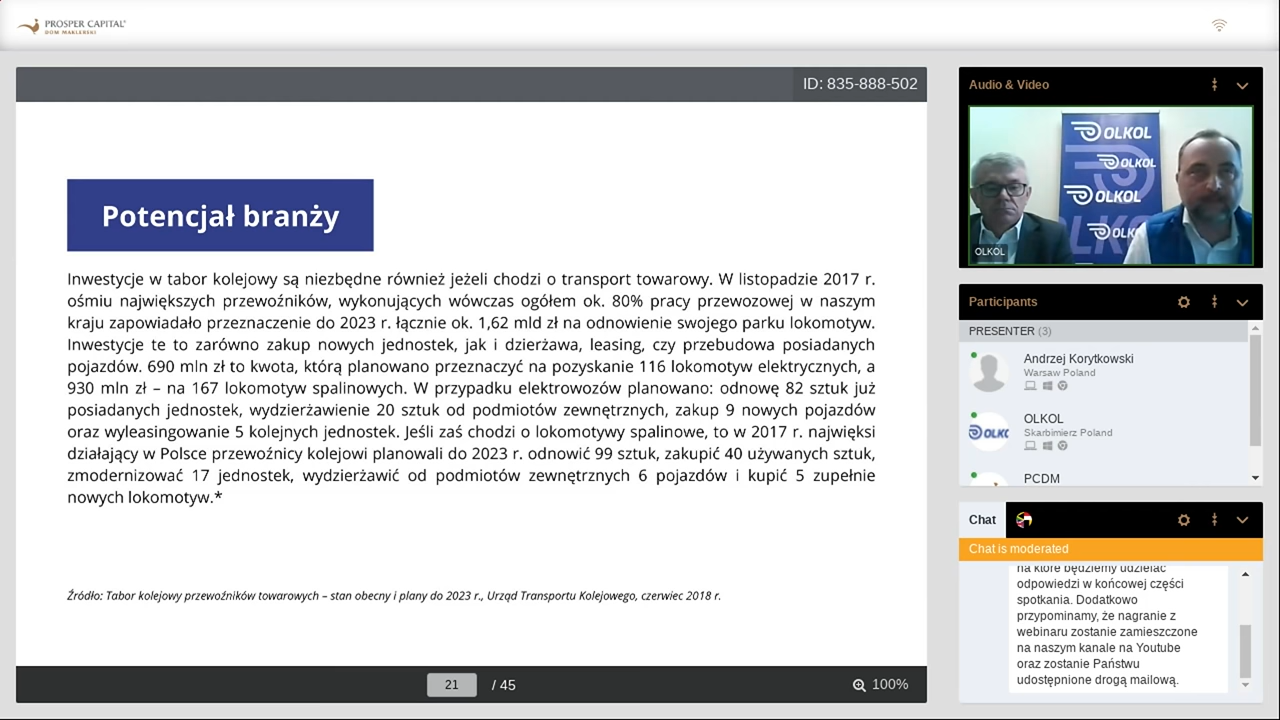 PROSPER CAPITAL
DOM MAKLERSKI
ID: 835-888-502
Potencjał branży
Inwestycje w tabor kolejowy są niezbędne również jeżeli chodzi o transport towarowy. W listopadzie 2017 r.
ośmiu największych przewoźników, wykonujących wówczas ogółem ok. 80% pracy przewozowej w naszym
kraju zapowiadało przeznaczenie do 2023 r. łącznie ok. 1,62 mld zł na odnowienie swojego parku lokomotyw.
Inwestycje te to zarówno zakup nowych jednostek, jak i dzierżawa, leasing, czy przebudowa posiadanych
pojazdów. 690 mln zł to kwota, którą planowano przeznaczyć na pozyskanie 116 lokomotyw elektrycznych, a
930 mln zł – na 167 lokomotyw spalinowych. W przypadku elektrowozów planowano: odnowę 82 sztuk już
posiadanych jednostek, wydzierżawienie 20 sztuk od podmiotów zewnętrznych, zakup 9 nowych pojazdów
oraz wyleasingowanie 5 kolejnych jednostek. Jeśli zaś chodzi o lokomotywy spalinowe, to w 2017 r. najwięksi
działający w Polsce przewoźnicy kolejowi planowali do 2023 r. odnowić 99 sztuk, zakupić 40 używanych sztuk,
zmodernizować 17 jednostek, wydzierżawić od podmiotów zewnętrznych 6 pojazdów i kupić 5 zupełnie
nowych lokomotyw.*
Źródło: Tabor kolejowy przewoźników towarowych – stan obecny i plany do 2023 r., Urząd Transportu Kolejowego, czerwiec 2018 r.
21 / 45
100%
Audio & Video
OLKOL
OLKOL
OLKOL
OLKOL
OLKOL
OLKOL
Participants
PRESENTER (3)
Andrzej Korytkowski
Warsaw Poland
OLKOL
Skarbimierz Poland
PCDM
Chat
Chat is moderated
na które będziemy udzielać
odpowiedzi w końcowej części
spotkania. Dodatkowo
przypominamy, że nagranie z
webinaru zostanie zamieszczone
na naszym kanale na Youtube
oraz zostanie Państwu
udostępnione drogą mailową.